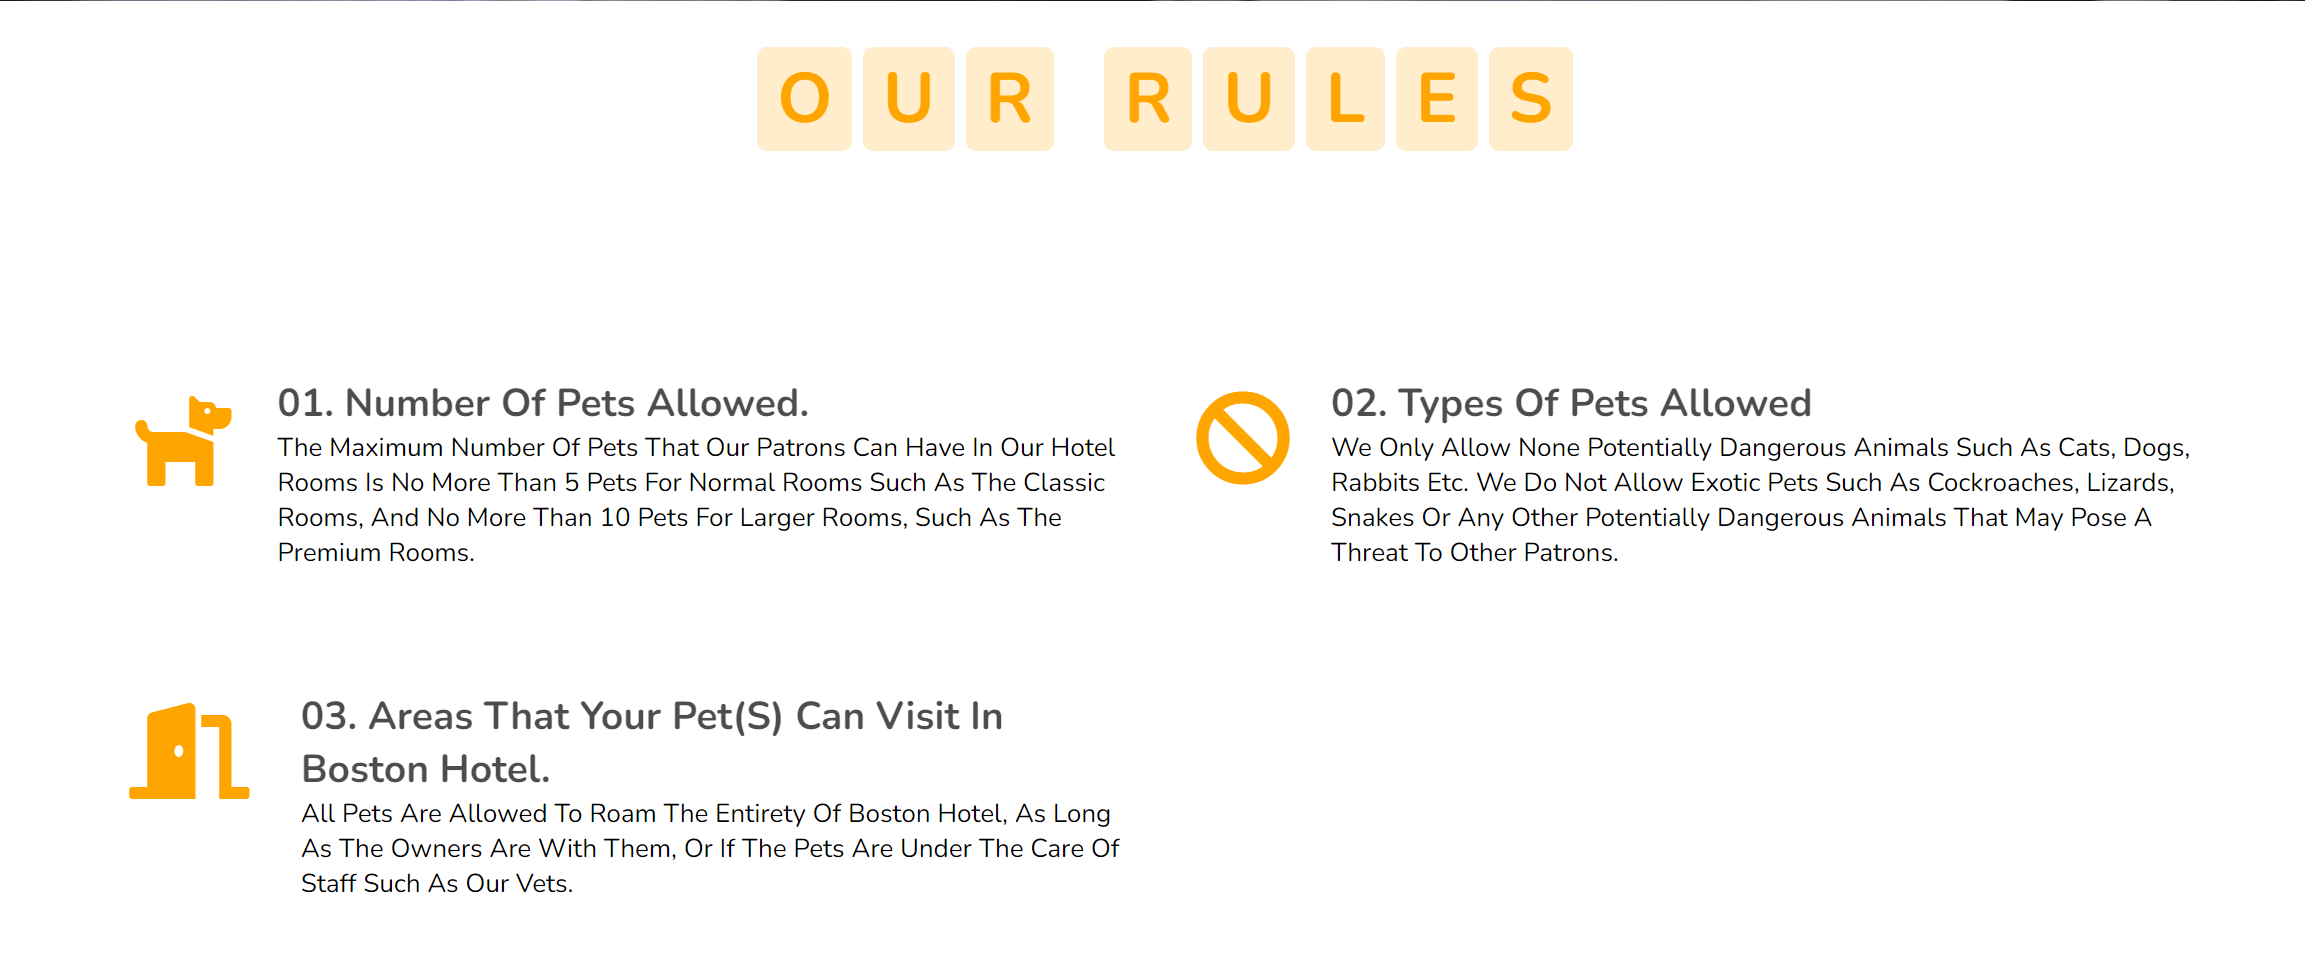 OUR RULES
01. Number Of Pets Allowed.
The Maximum Number Of Pets That Our Patrons Can Have In Our Hotel
Rooms Is No More Than 5 Pets For Normal Rooms Such As The Classic
Rooms, And No More Than 10 Pets For Larger Rooms, Such As The
Premium Rooms.
02. Types Of Pets Allowed
We Only Allow None Potentially Dangerous Animals Such As Cats, Dogs,
Rabbits Etc. We Do Not Allow Exotic Pets Such As Cockroaches, Lizards,
Snakes Or Any Other Potentially Dangerous Animals That May Pose A
Threat To Other Patrons.
03. Areas That Your Pet(S) Can Visit In
Boston Hotel.
All Pets Are Allowed To Roam The Entirety Of Boston Hotel, As Long
As The Owners Are With Them, Or If The Pets Are Under The Care Of
Staff Such As Our Vets.